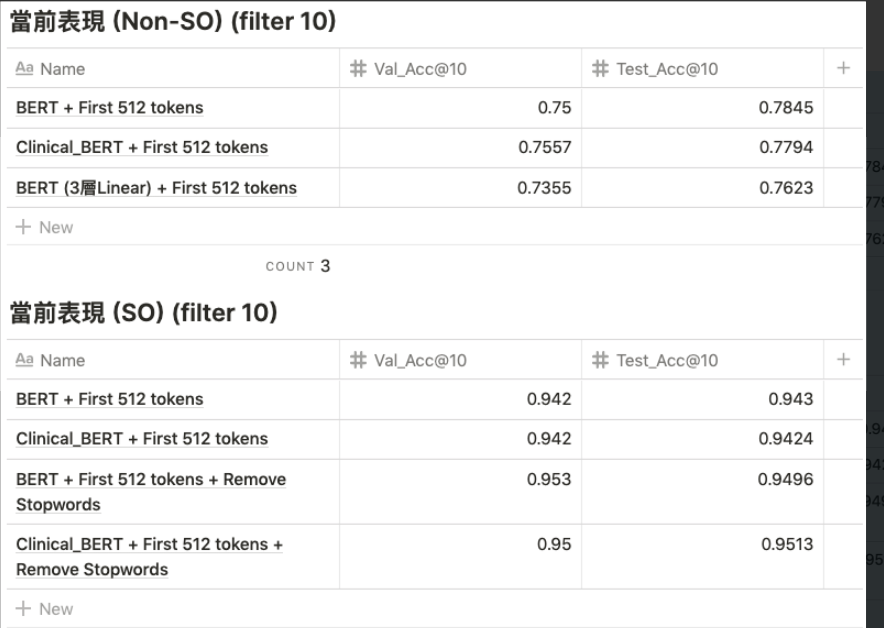 當前表現 (Non-SO) (filter 10)
Aa Name # Val_Acc@10 # Test_Acc@10 +
BERT + First 512 tokens 0.75 0.7845
Clinical_BERT + First 512 tokens 0.7557 0.7794
BERT (3層Linear) + First 512 tokens 0.7355 0.7623
+ New
COUNT 3
當前表現 (SO) (filter 10)
Aa Name # Val_Acc@10 # Test_Acc@10 +
BERT + First 512 tokens 0.942 0.943
Clinical_BERT + First 512 tokens 0.942 0.9424
BERT + First 512 tokens + Remove 0.953 0.9496
Stopwords
Clinical_BERT + First 512 tokens + 0.95 0.9513
Remove Stopwords
+ New